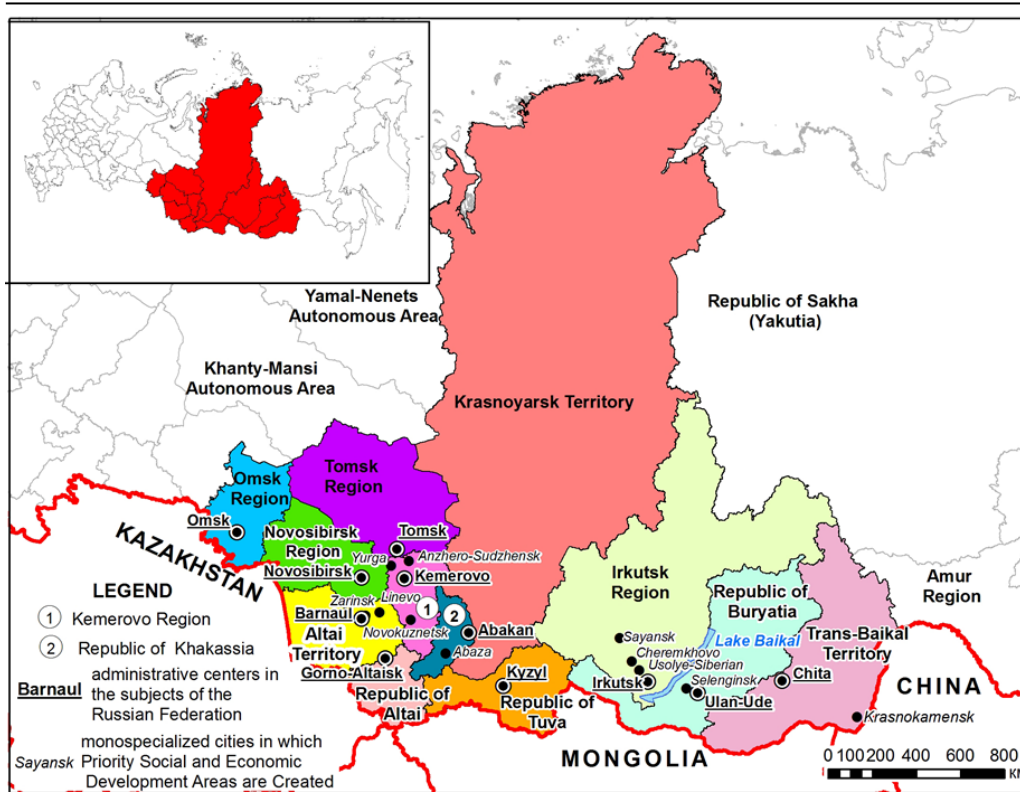 Yamal-Nenets
Autonomous Area
Republic of Sakha
(Yakutia)
Khanty-Mansi
Autonomous Area
Krasnoyarsk Territory
Tomsk
Region
Omsk
Region
Omsk
Novosibirsk
Region
Tomsk
Yurga
Anzhero-Sudzhensk
Novosibirsk
Kemerovo
KAZAKHSTAN
Irkutsk
Region
Amur
Region
Republic of
Buryatia
Zarinsk
Linevo
Barnaul
1
2
Altai
Territory
Novokuznetsk
Abakan
Abaza
Lake Baikal
Trans-Baikal
Territory
Sayansk
Cheremkhovo
Usolye-Siberian
Selenginsk
Irkutsk
Ulan-Ude
Chita
Gorno-Altaisk
Kyzyl
Republic of
Altai
Republic of
Tuva
CHINA
Krasnokamensk
MONGOLIA
LEGEND
1 Kemerovo Region
2 Republic of Khakassia
Barnaul administrative centers in
the subjects of the
Russian Federation
monospecialized cities in which
Sayansk Priority Social and Economic
Development Areas are Created
0 100 200 400 600 800
КМ